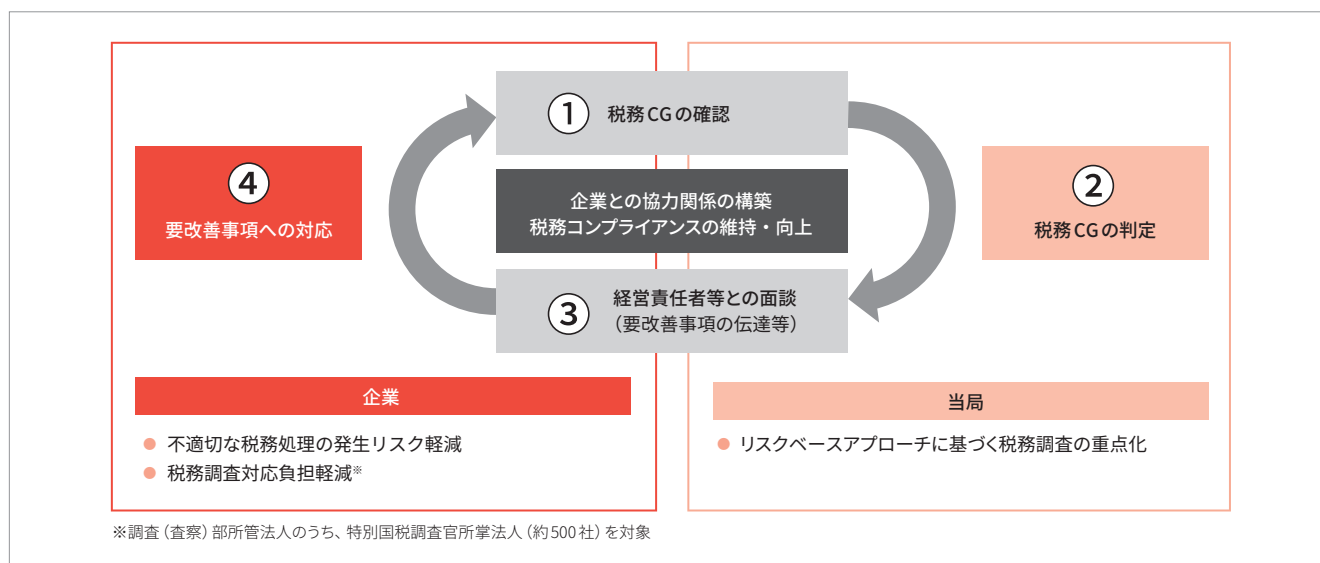 ① 税務CGの確認
④
要改善事項への対応
企業との協力関係の構築
税務コンプライアンスの維持・向上
②
税務CGの判定
③ 経営責任者等との面談
（要改善事項の伝達等）
企業
● 不適切な税務処理の発生リスク軽減
● 税務調査対応負担軽減※
当局
● リスクベースアプローチに基づく税務調査の重点化
※調査（査察）部所管法人のうち、特別国税調査官所掌法人（約500社）を対象